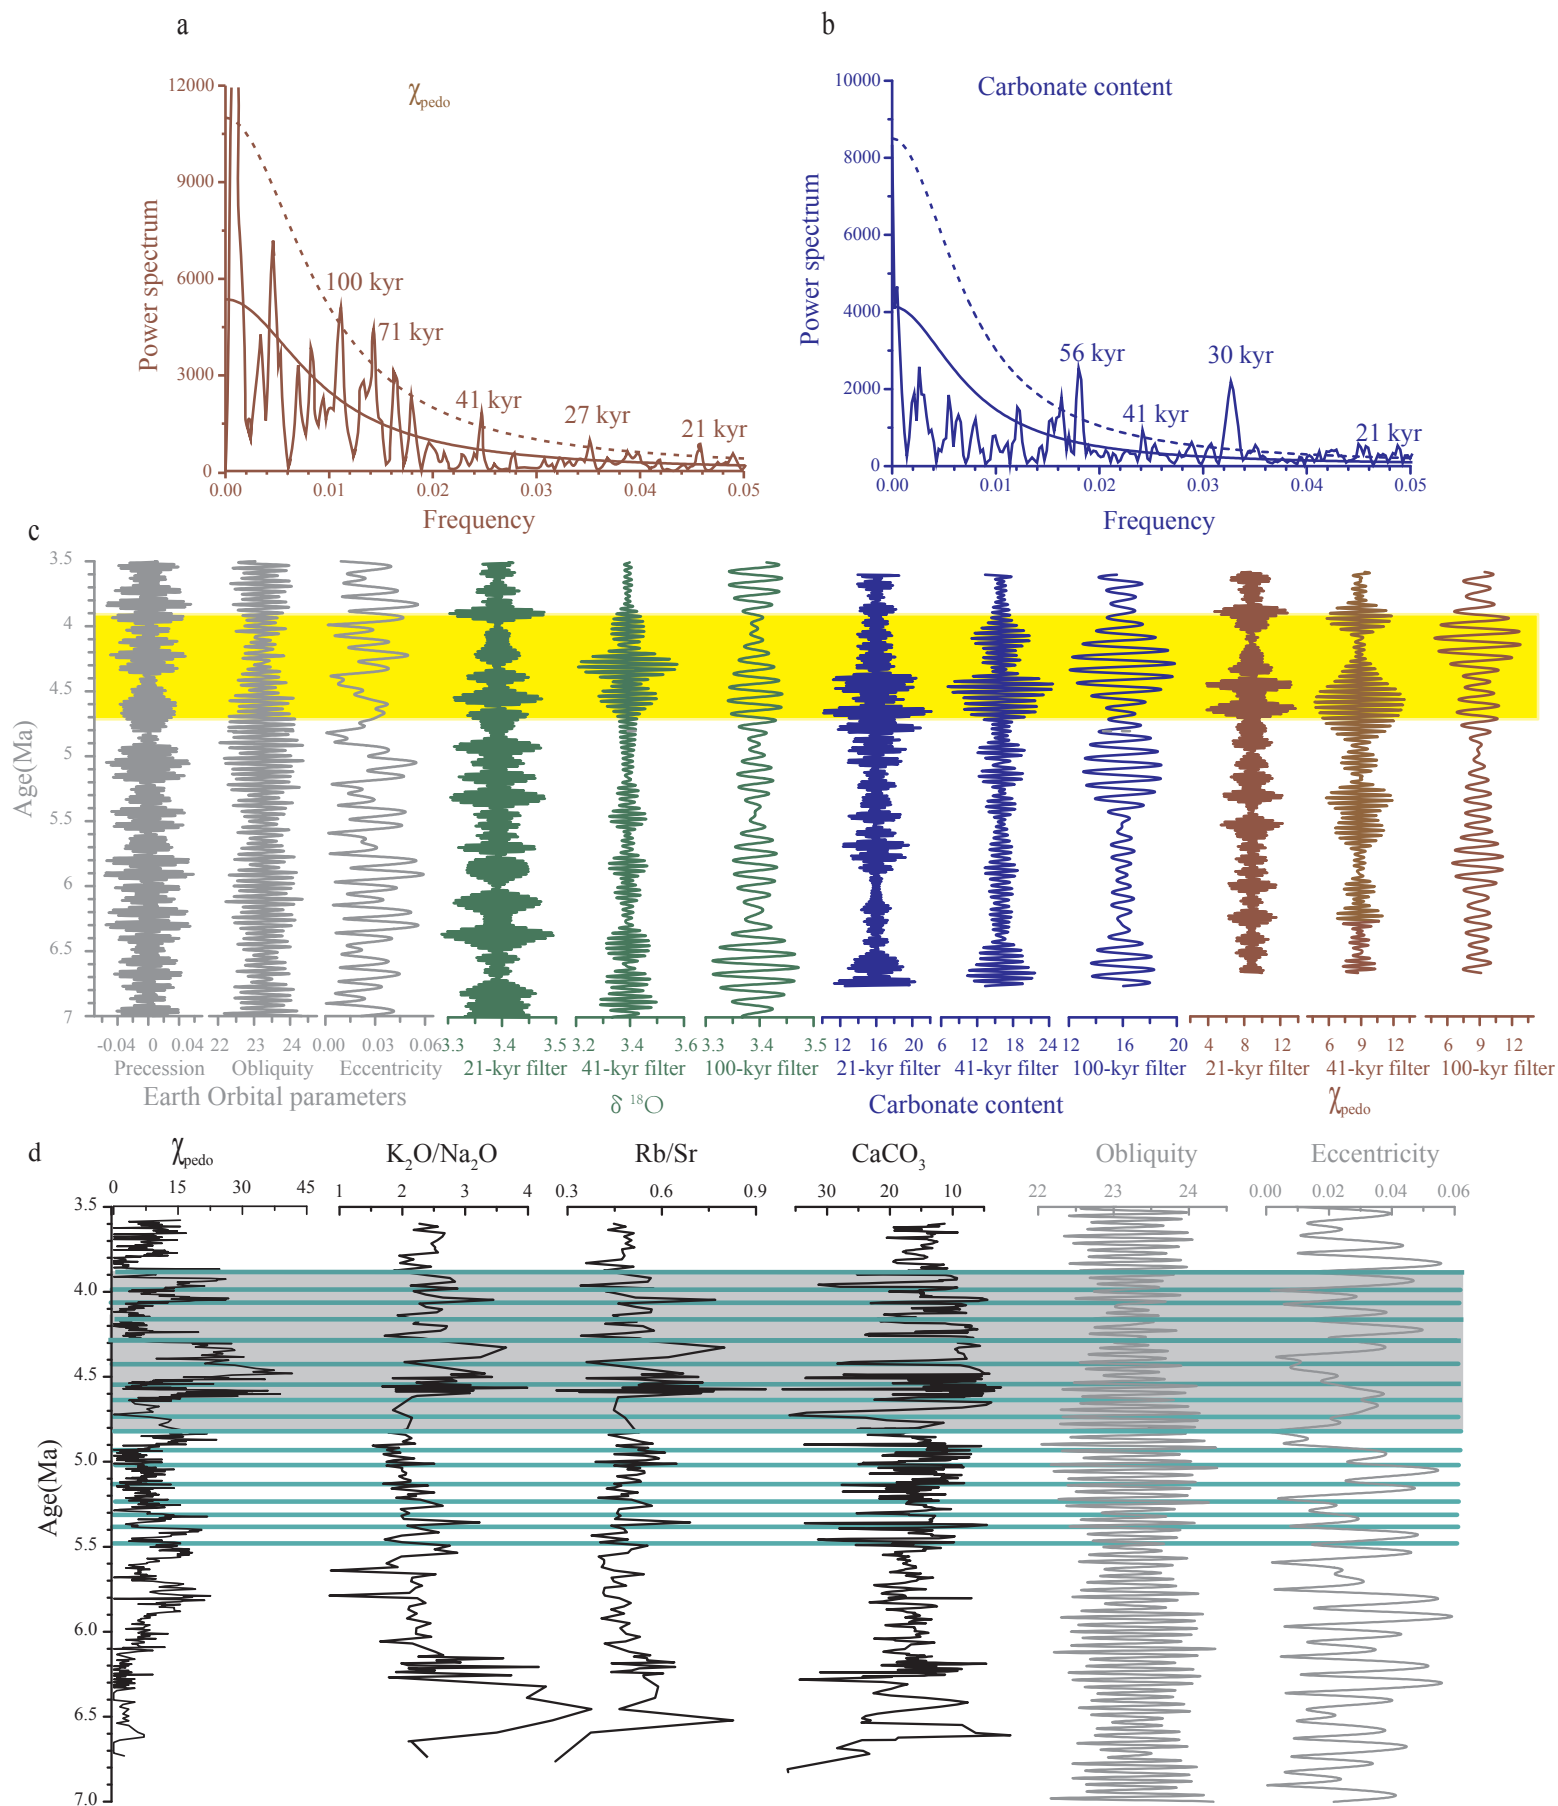 a
b
χpedo
Carbonate content
12000
9000
6000
3000
0
Power spectrum
100 kyr
71 kyr
41 kyr
27 kyr
21 kyr
0.00 0.01 0.02 0.03 0.04 0.05
Frequency
10000
8000
6000
4000
2000
0
Power spectrum
56 kyr
30 kyr
41 kyr
21 kyr
0.00 0.01 0.02 0.03 0.04 0.05
Frequency
c
3.5
4
4.5
5
5.5
6
6.5
7
Age(Ma)
-0.04 0 0.04 22 23 24 0.00 0.03 0.06 3.3 3.4 3.5 3.2 3.4 3.6 3.3 3.4 3.5 12 16 20 6 12 18 24 12 16 20 4 8 12 6 9 12 6 9 12
Precession Obliquity Eccentricity 21-kyr filter 41-kyr filter 100-kyr filter 21-kyr filter 41-kyr filter 100-kyr filter 21-kyr filter 41-kyr filter 100-kyr filter
Earth Orbital parameters δ ¹⁸O Carbonate content χpedo
d
χpedo K₂O/Na₂O Rb/Sr CaCO₃ Obliquity Eccentricity
0 15 30 45 1 2 3 4 0.3 0.6 0.9 30 20 10 22 23 24 0.00 0.02 0.04 0.06
3.5
4.0
4.5
5.0
5.5
6.0
6.5
7.0
Age(Ma)